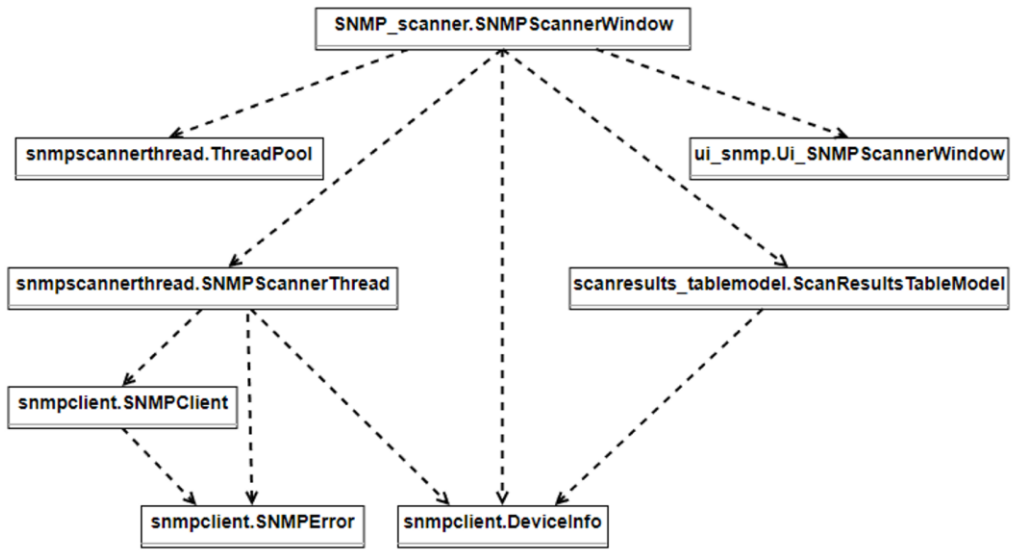 SNMP_scanner.SNMPScannerWindow
snmpscannerthread.ThreadPool
ui_snmp.Ui_SNMPScannerWindow
snmpscannerthread.SNMPScannerThread
scanresults_tablemodel.ScanResultsTableModel
snmpclient.SNMPClient
snmpclient.SNMPError
snmpclient.DeviceInfo